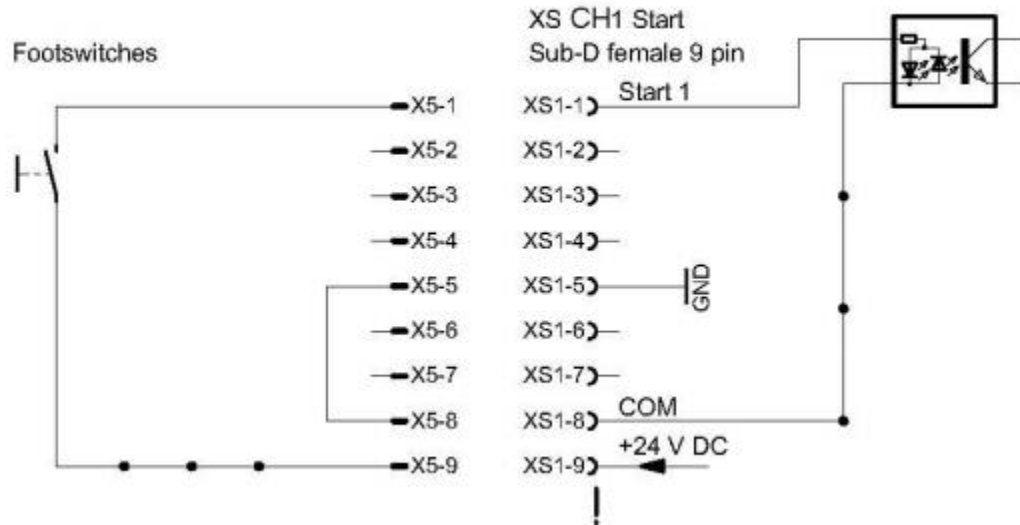 XS CH1 Start
Footswitches
Sub-D female 9 pin
Start 1
X5-1 XS1-1
X5-2 XS1-2
X5-3 XS1-3
X5-4 XS1-4
X5-5 XS1-5
GND
X5-6 XS1-6
X5-7 XS1-7
X5-8 XS1-8 COM
+24 V DC
X5-9 XS1-9